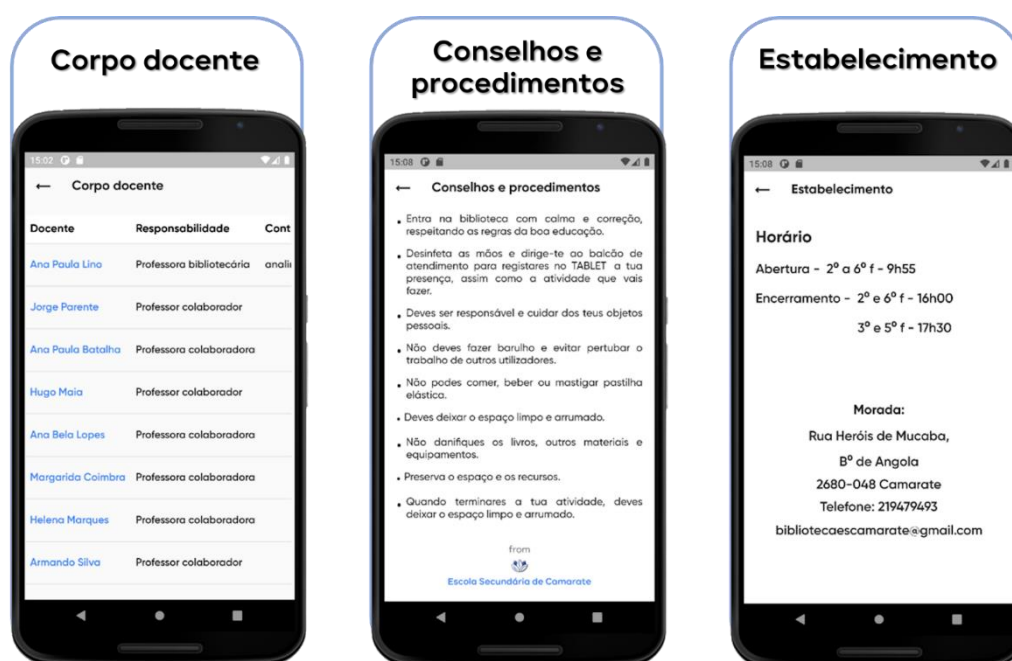 Corpo docente
15:02
← Corpo docente
Docente Responsabilidade Cont
Ana Paula Lino Professora bibliotecária analin
Jorge Parente Professor colaborador
Ana Paula Batalha Professora colaboradora
Hugo Maia Professor colaborador
Ana Bela Lopes Professora colaboradora
Margarida Coimbra Professora colaboradora
Helena Marques Professora colaboradora
Armando Silva Professor colaborador
Conselhos e
procedimentos
15:08
← Conselhos e procedimentos
• Entra na biblioteca com calma e correção,
respeitando as regras da boa educação.
• Desinfeta as mãos e dirige-te ao balcão de
atendimento para registares no TABLET a tua
presença, assim como a atividade que vais
fazer.
• Deves ser responsável e cuidar dos teus objetos
pessoais.
• Não deves fazer barulho e evitar pertubar o
trabalho de outros utilizadores.
• Não podes comer, beber ou mastigar pastilha
elástica.
• Deves deixar o espaço limpo e arrumado.
• Não danifiques os livros, outros materiais e
equipamentos.
• Preserva o espaço e os recursos.
• Quando terminares a tua atividade, deves
deixar o espaço limpo e arrumado.
from
Escola Secundária de Camarate
Estabelecimento
15:08
← Estabelecimento
Horário
Abertura - 2º a 6º f - 9h55
Encerramento - 2º e 6º f - 16h00
3º e 5º f - 17h30
Morada:
Rua Heróis de Mucaba,
Bº de Angola
2680-048 Camarate
Telefone: 219479493
bibliotecaescamarate@gmail.com